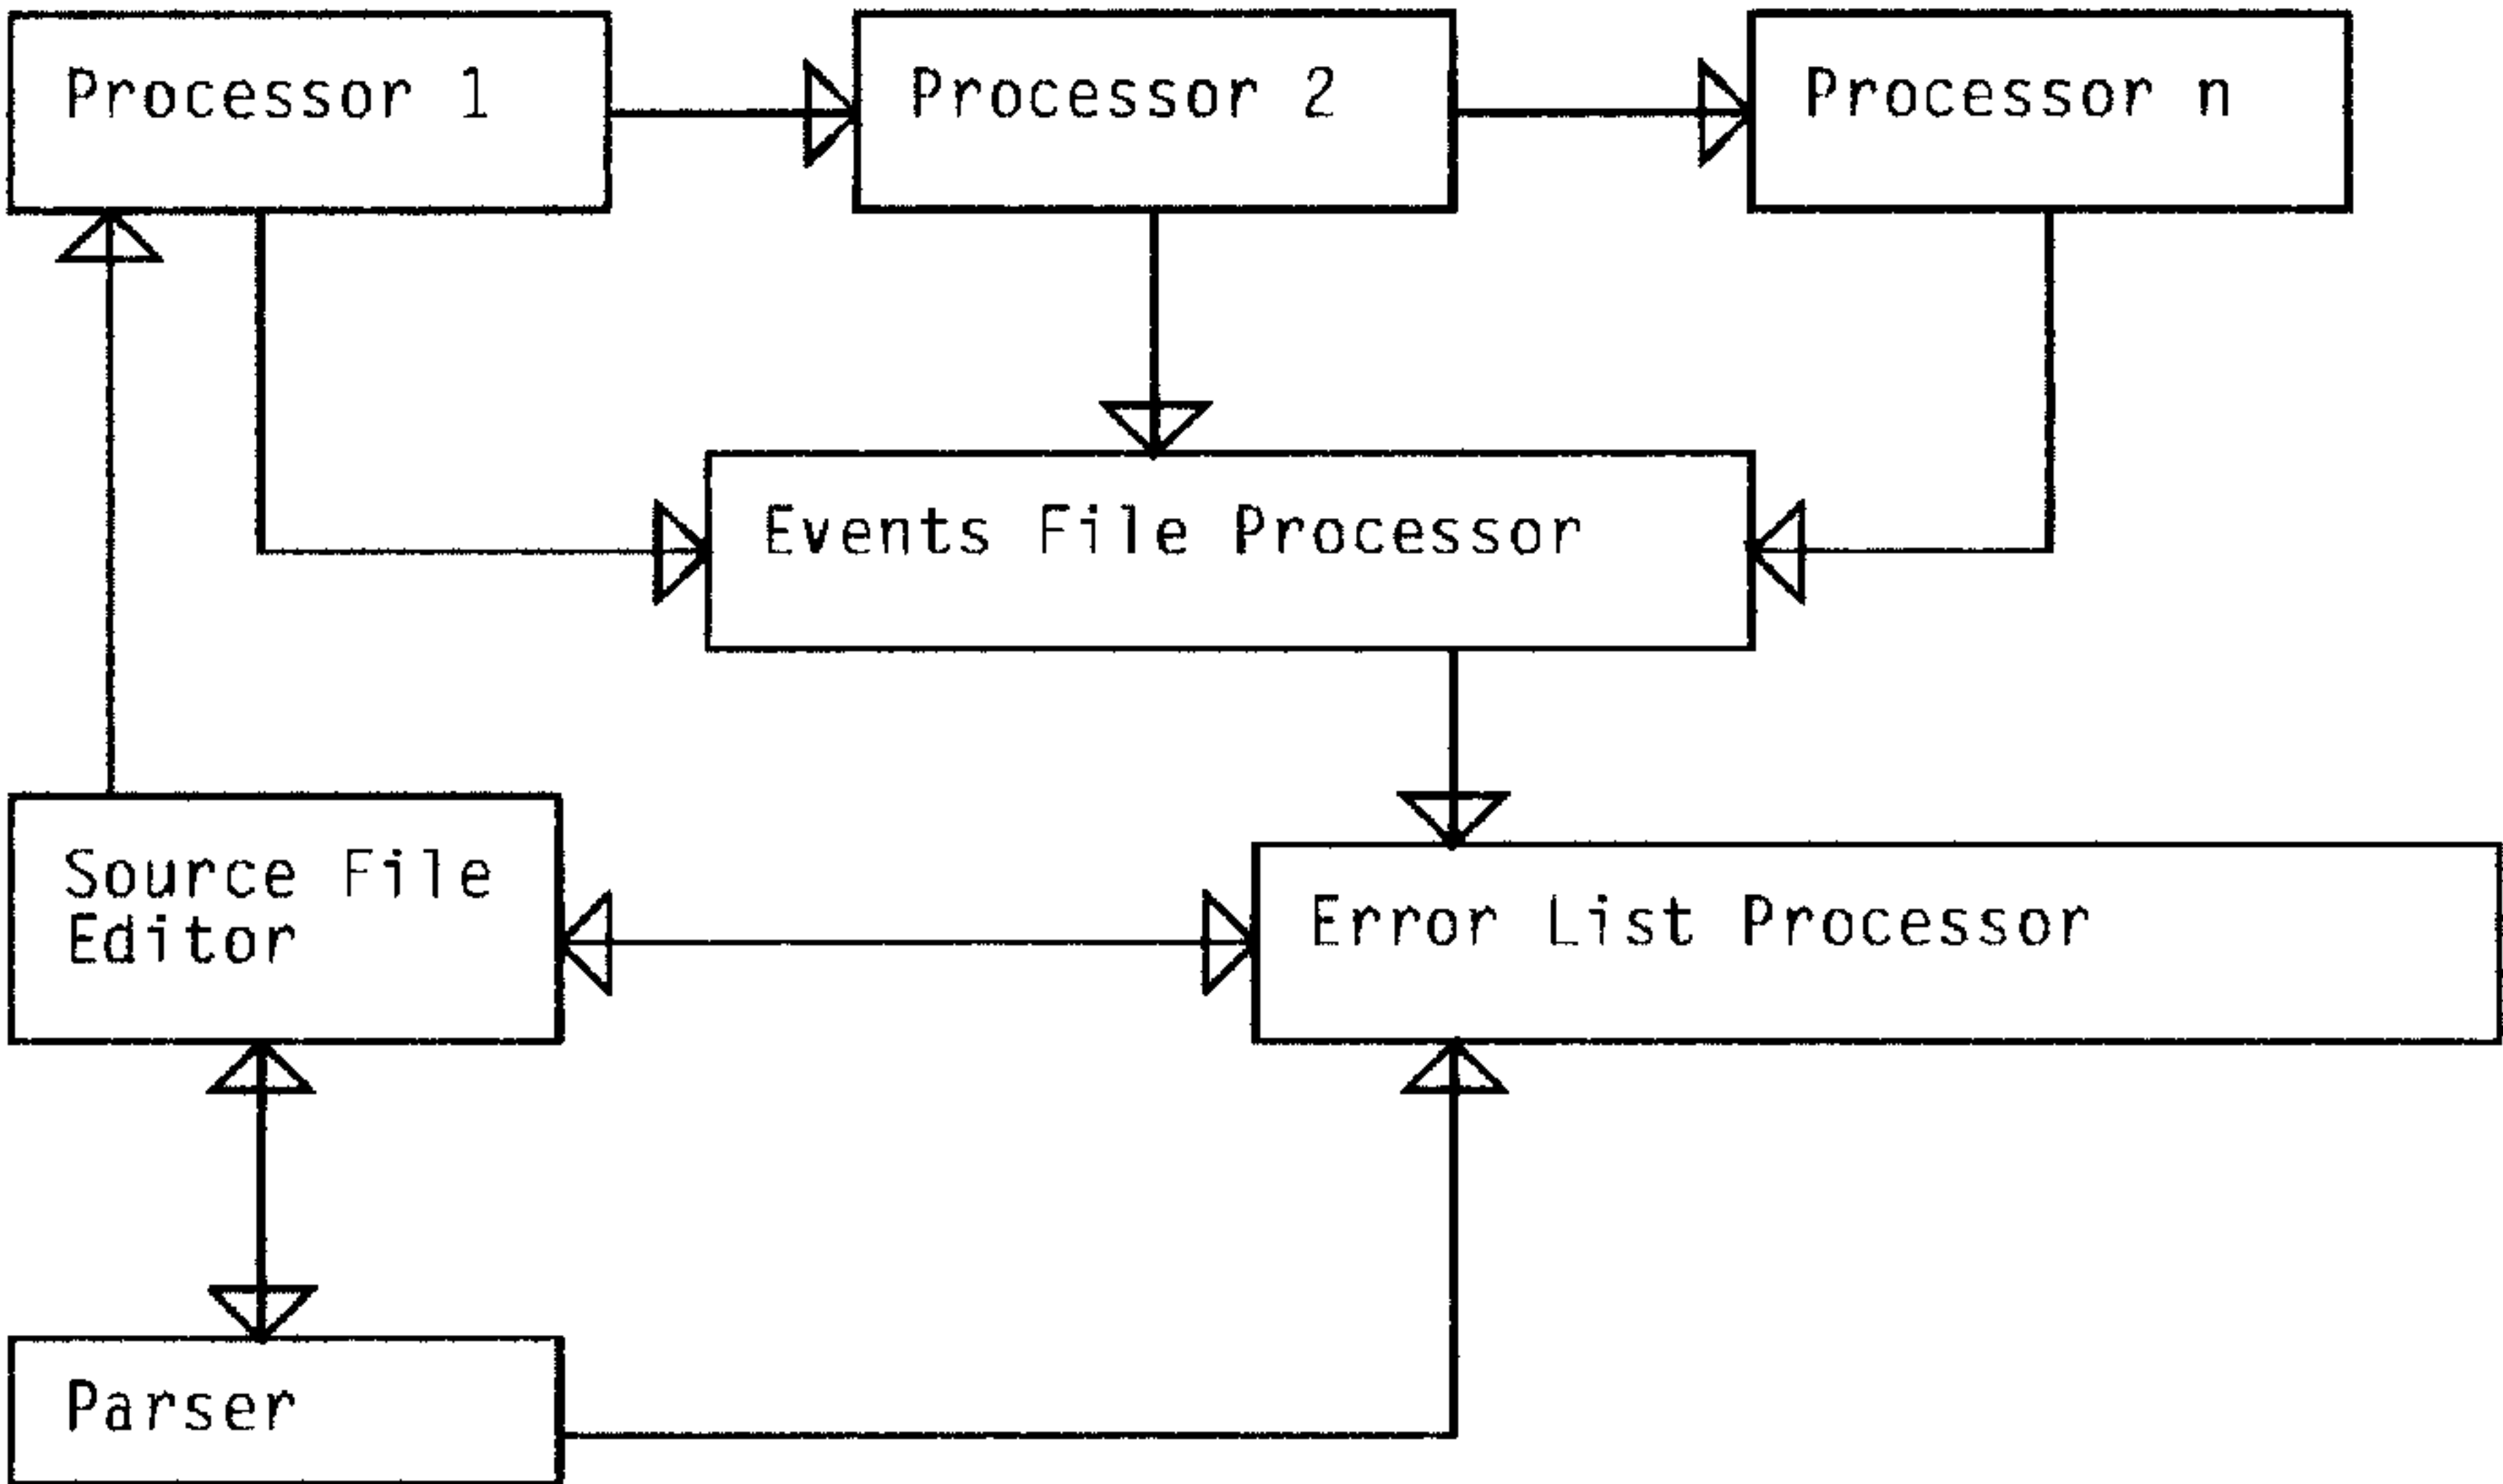 Processor 1
Processor 2
Processor n
Events File Processor
Source File
Editor
Error List Processor
Parser